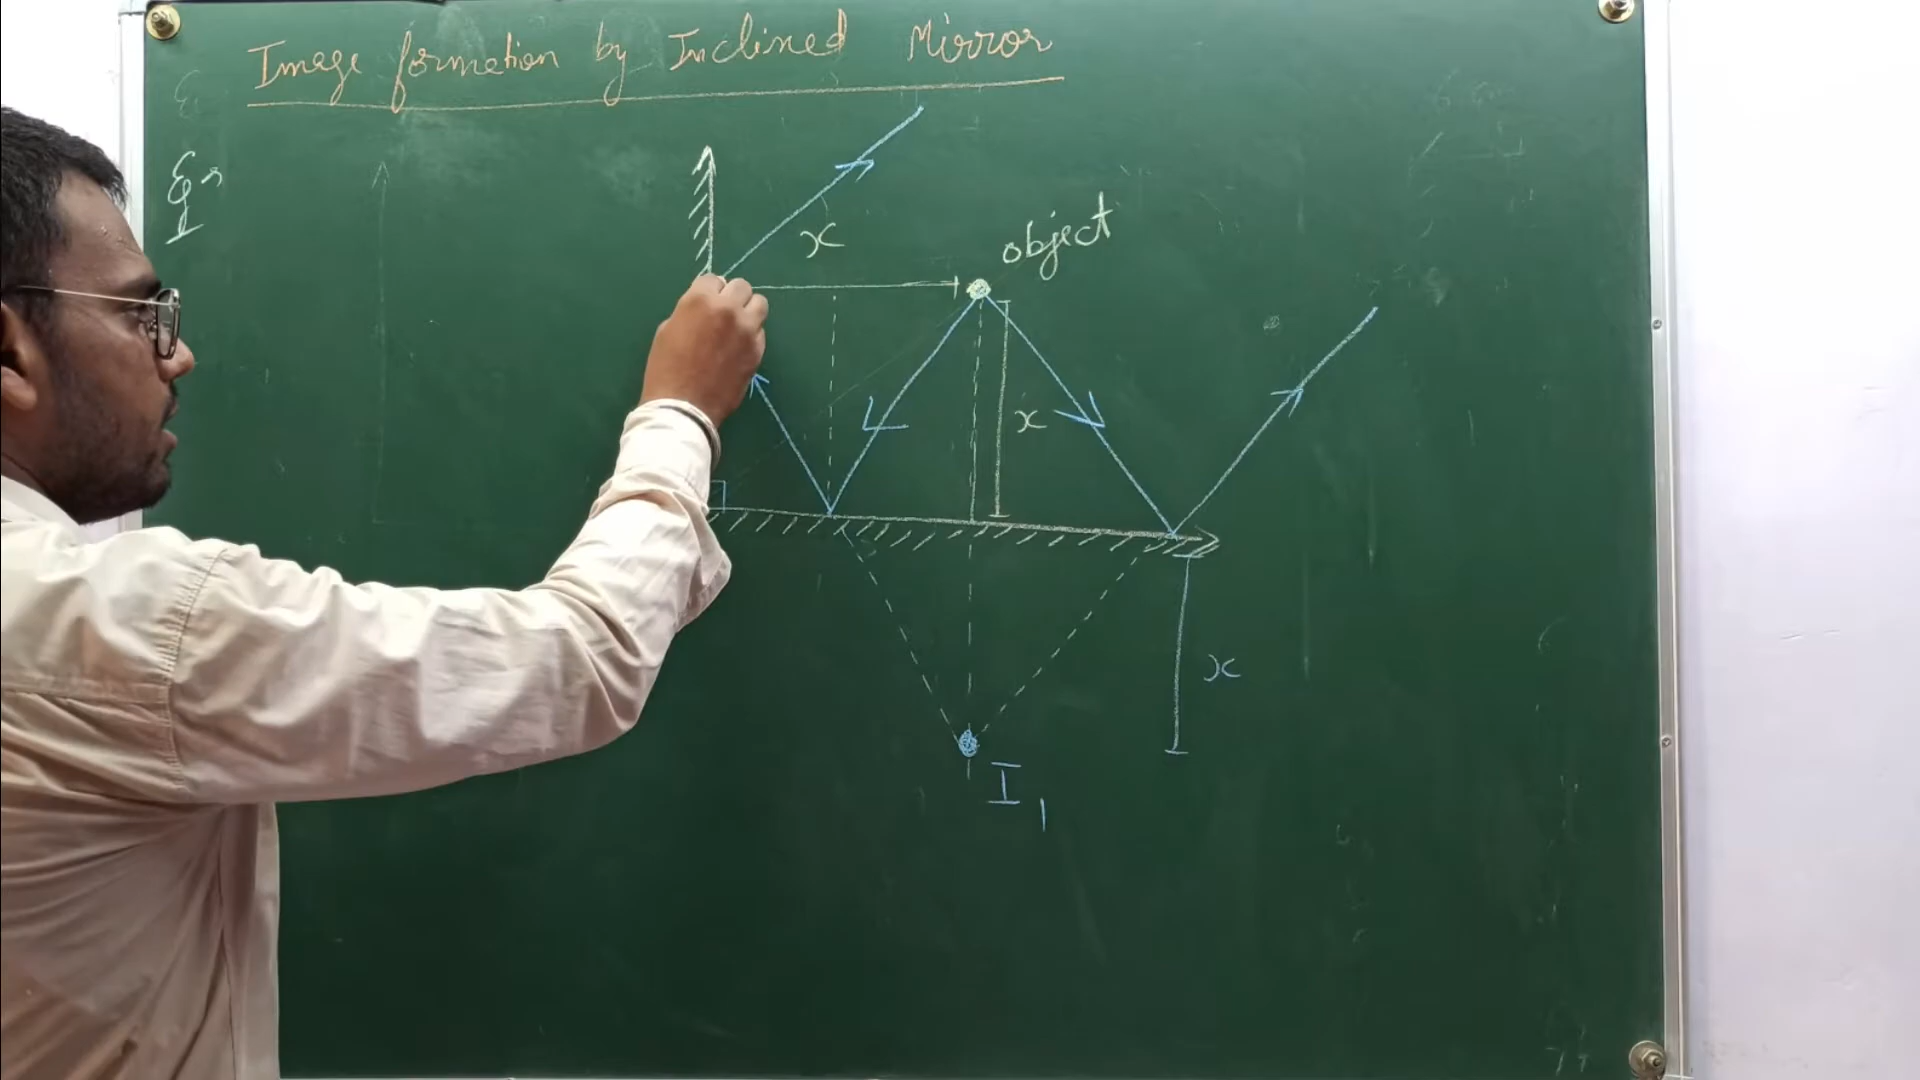 Image formation by Inclined Mirror
x
object
x
x
I1